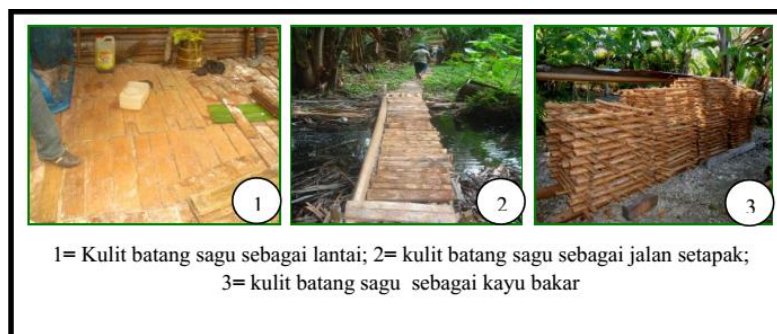 1
2
3
1= Kulit batang sagu sebagai lantai; 2= kulit batang sagu sebagai jalan setapak;
3= kulit batang sagu sebagai kayu bakar